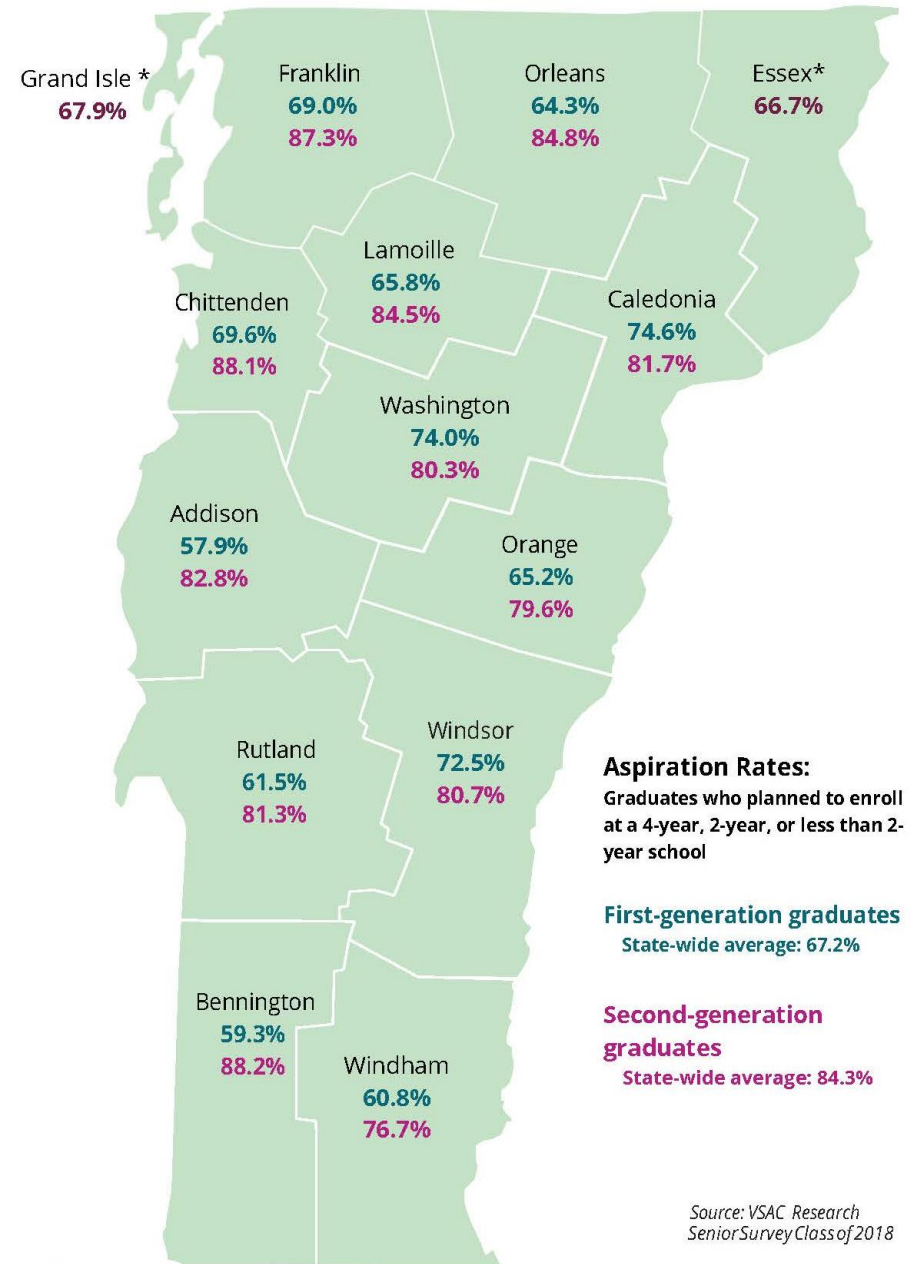 Grand Isle *
67.9%
Franklin
69.0%
87.3%
Orleans
64.3%
84.8%
Essex*
66.7%
Lamoille
65.8%
84.5%
Chittenden
69.6%
88.1%
Caledonia
74.6%
81.7%
Washington
74.0%
80.3%
Addison
57.9%
82.8%
Orange
65.2%
79.6%
Rutland
61.5%
81.3%
Windsor
72.5%
80.7%
Bennington
59.3%
88.2%
Windham
60.8%
76.7%
Aspiration Rates:
Graduates who planned to enroll
at a 4-year, 2-year, or less than 2-
year school
First-generation graduates
State-wide average: 67.2%
Second-generation
graduates
State-wide average: 84.3%
Source: VSAC Research
Senior Survey Class of 2018